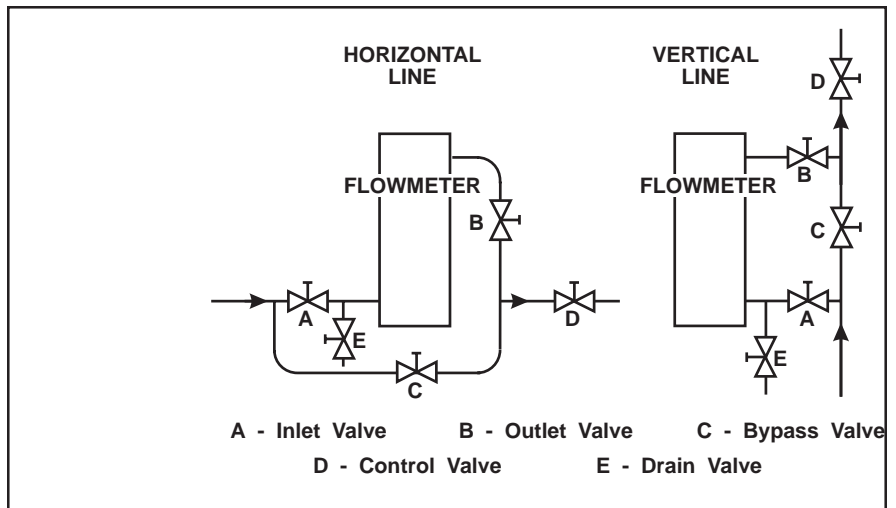 HORIZONTAL
LINE
FLOWMETER
B
A
E
C
D
VERTICAL
LINE
D
FLOWMETER
B
C
A
E
A - Inlet Valve B - Outlet Valve C - Bypass Valve
D - Control Valve E - Drain Valve